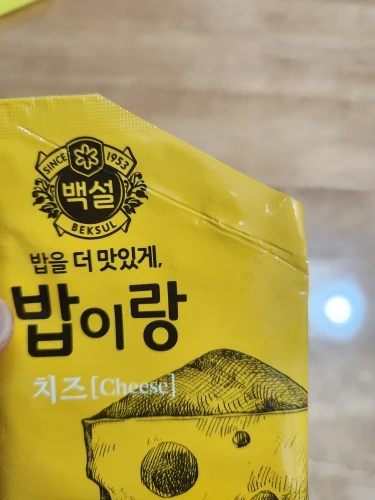 SINCE 1953
백설
BEKSUL
밥을 더 맛있게,
밥이랑
치즈 [Cheese]